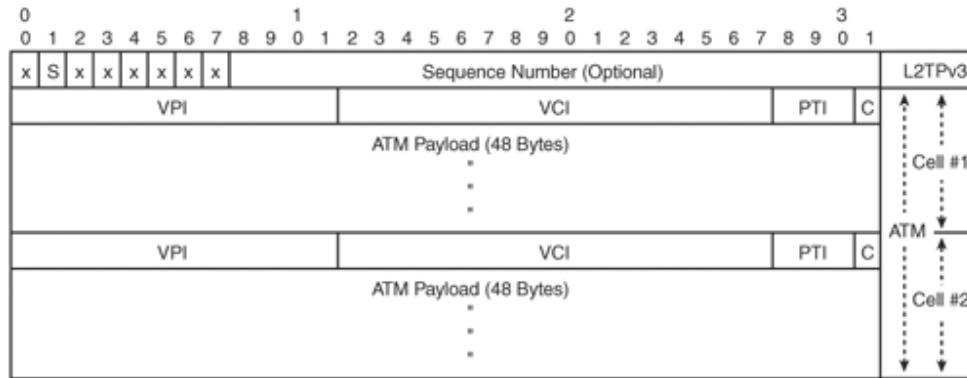 0 1 2 3
0 1 2 3 4 5 6 7 8 9 0 1 2 3 4 5 6 7 8 9 0 1 2 3 4 5 6 7 8 9 0 1
x S x x x x x x Sequence Number (Optional) L2TPv3
VPI VCI PTI C
ATM Payload (48 Bytes)
Cell #1
ATM
VPI VCI PTI C
ATM Payload (48 Bytes)
Cell #2